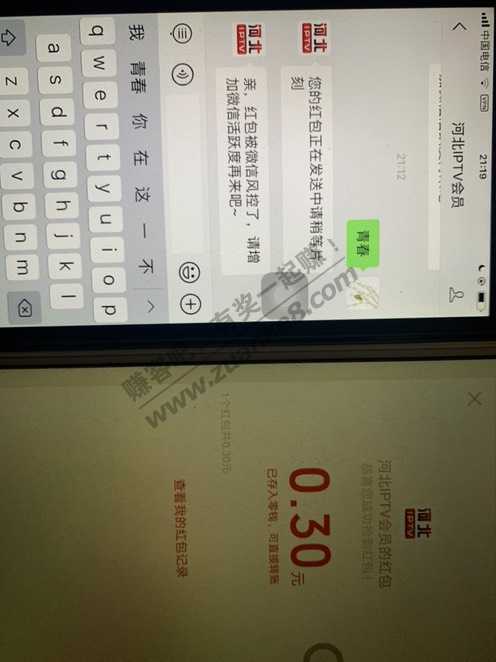 中国电信
VPN
21:19
河北IPTV会员
21:12
青春
河北
IPTV
您的红包正在发送中请稍等片
刻
河北
IPTV
亲，红包被微信风控了，请增
加微信活跃度再来吧~
我 青春 你 在 这 一 不
q w e r t y u i o p
a s d f g h j k l
z x c v b n m
河北
IPTV
河北IPTV会员的红包
0.30元
已存入零钱，可直接转账
1个红包共0.30元
查看我的红包记录
赚客吧，有奖一起赚！
www.zuanke8.com